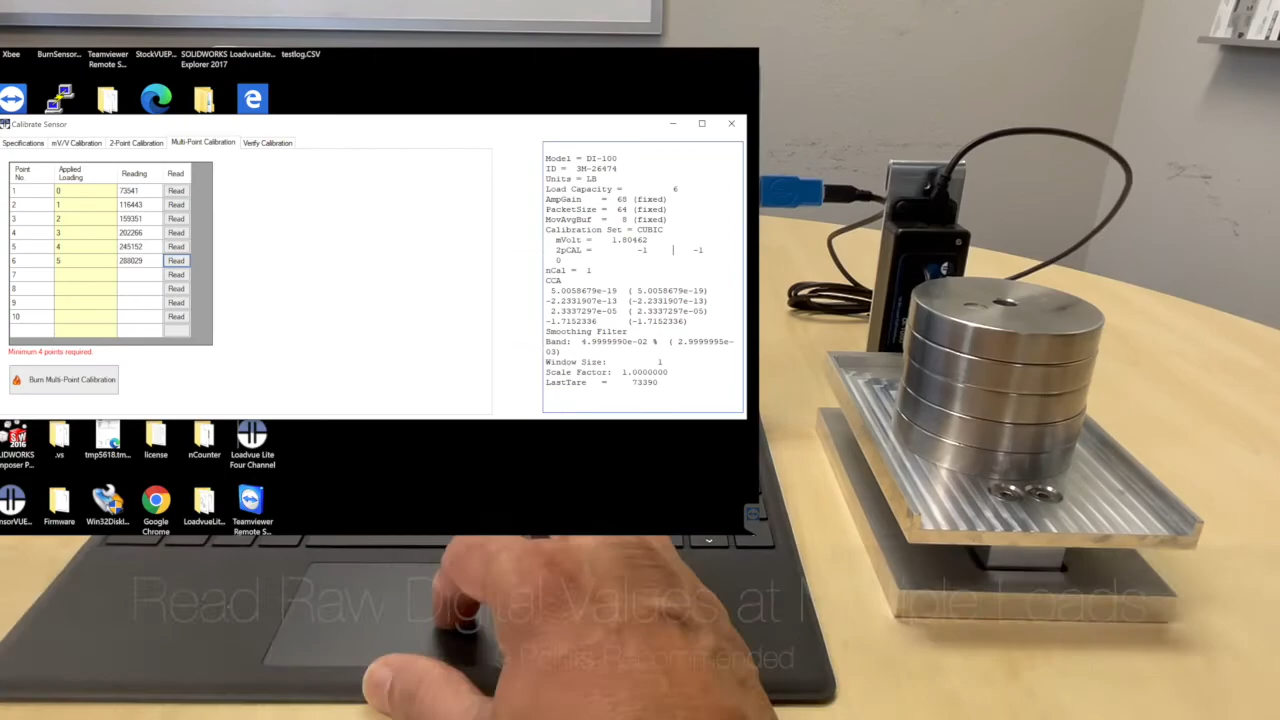 Xbee BurnSensor... Teamviewer Remote S... StockVUEP... SOLIDWORKS Explorer 2017 LoadvueLite... testlog.CSV
Calibrate Sensor
Specifications mV/V Calibration 2-Point Calibration Multi-Point Calibration Verify Calibration
Point No. Applied Loading Reading Read
1 0 73541 Read
2 1 116443 Read
3 2 159351 Read
4 3 202266 Read
5 4 245152 Read
6 5 288029 Read
7 Read
8 Read
9 Read
10 Read
Minimum 4 points required.
Burn Multi-Point Calibration
Model = DI-100
ID = 3M-26474
Units = LB
Load Capacity = 6
AmpGain = 68 (fixed)
PacketSize = 64 (fixed)
MovAvgBuf = 8 (fixed)
Calibration Set = CUBIC
mVolt = 1.80462
2pCAL = -1 | -1
0
nCal = 1
CCA
5.0058679e-19 ( 5.0058679e-19)
-2.2331907e-13 (-2.2331907e-13)
2.3337297e-05 ( 2.3337297e-05)
-1.7152336 (-1.7152336)
Smoothing Filter
Band: 4.9999990e-02 % ( 2.9999995e-
03)
Window Size: 1
Scale Factor: 1.0000000
LastTare = 73390
.vs tmp5618.tm... license nCounter Loadvue Lite Four Channel
Firmware Win32DiskI... Google Chrome LoadvueLit... Teamviewer Remote S...
Read Raw Digital Values at Multiple Loads
Points Recommended